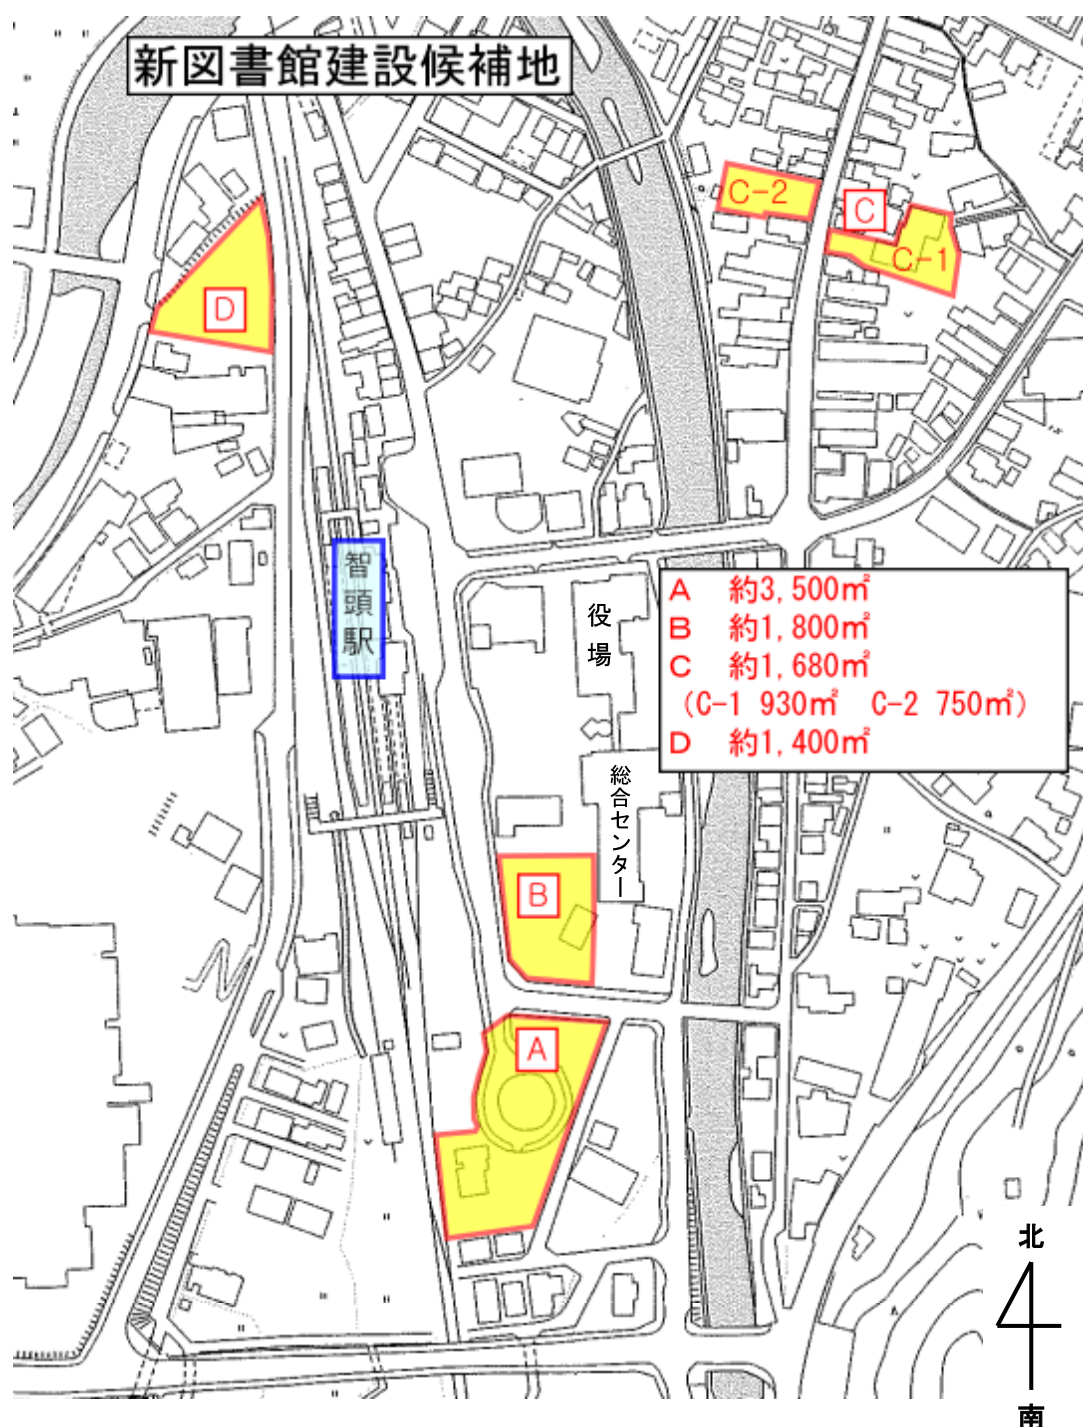 新図書館建設候補地
C-2
C
C-1
D
智頭駅
役場
A 約3,500㎡
B 約1,800㎡
C 約1,680㎡
(C-1 930㎡ C-2 750㎡)
D 約1,400㎡
総合センター
B
A
北
南